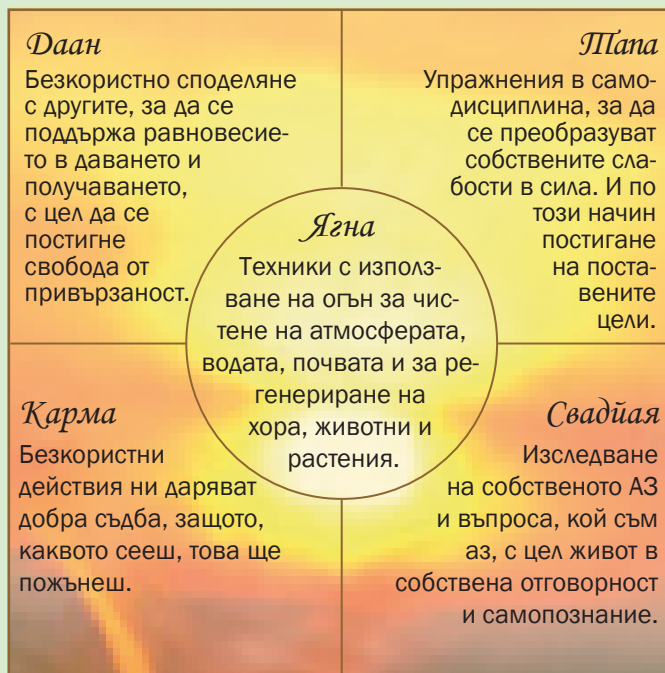 Даан
Безкористно споделяне
с другите, за да се
поддържа равновесие-
то в даването и
получаването,
с цел да се
постигне
свобода от
привързаност.
Тапа
Упражнения в само-
дисциплина, за да
се преобразуват
собствените сла-
бости в сила. И по
този начин
постигане
на поста-
вените
цели.
Ягна
Техники с използ-
ване на огън за чис-
тене на атмосферата,
водата, почвата и за ре-
генериране на
хора, животни и
растения.
Карма
Безкористни
действия ни даряват
добра съдба, защото,
каквото сееш, това ще
пожънеш.
Свадйая
Изследване
на собственото АЗ
и въпроса, кой съм
аз, с цел живот в
собствена отговорност
и самопознание.